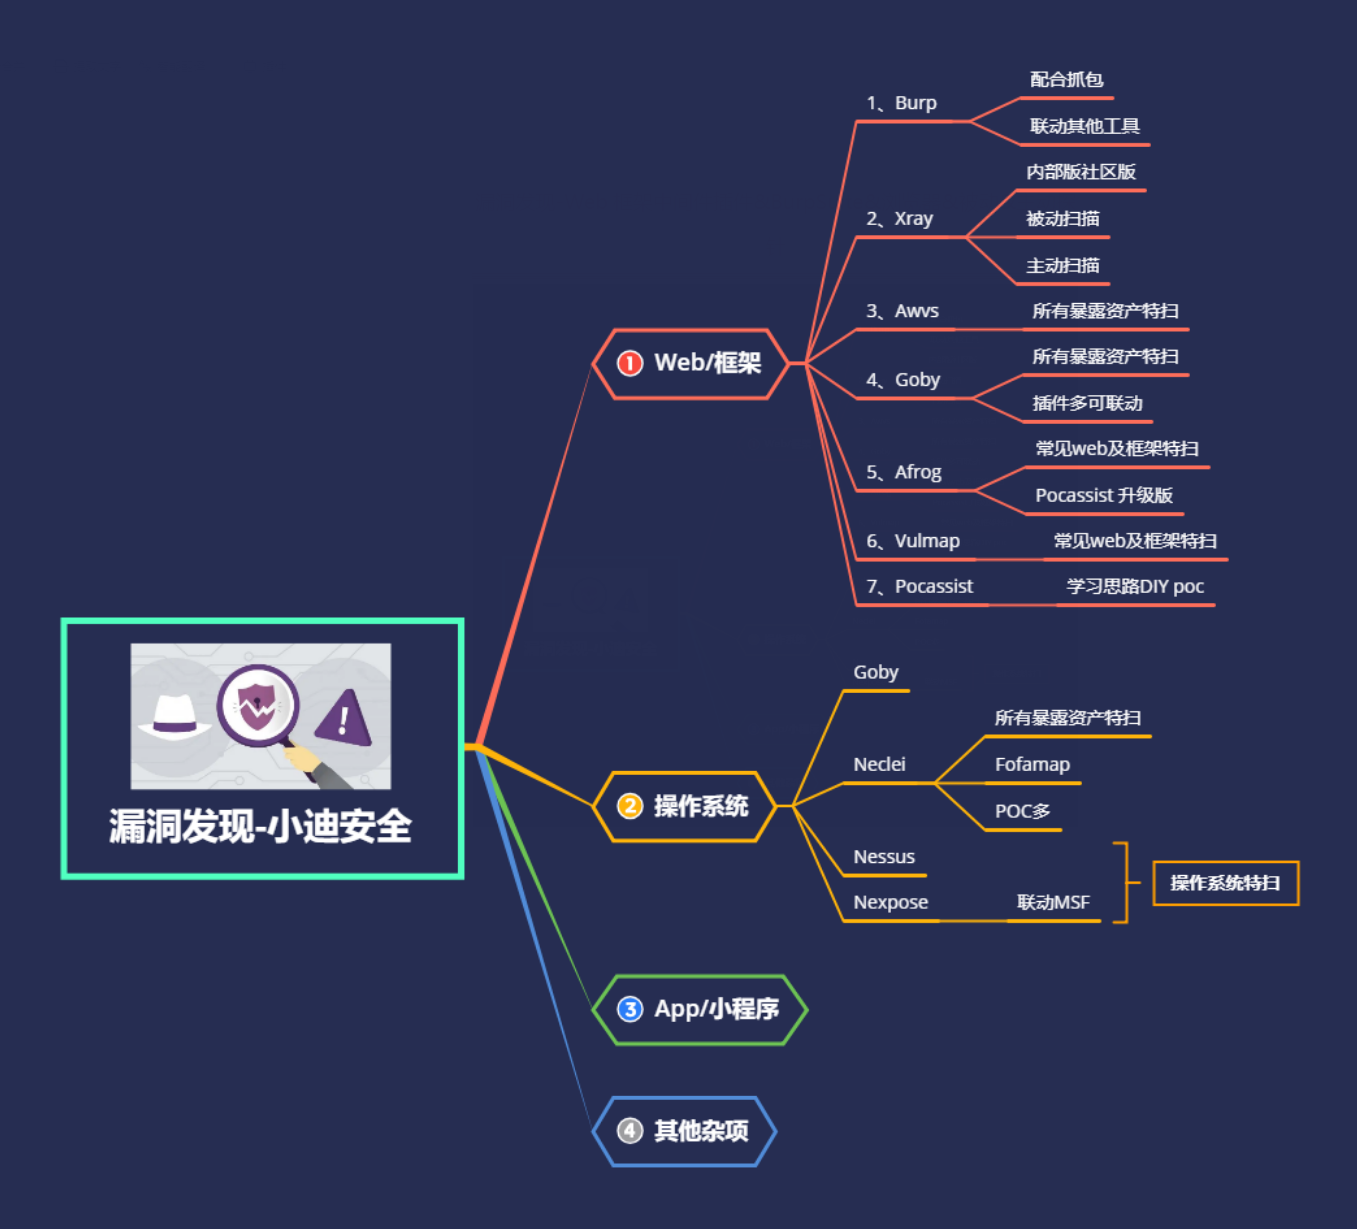 漏洞发现-小迪安全
1 Web/框架
1、Burp
配合抓包
联动其他工具
2、Xray
内部版社区版
被动扫描
主动扫描
3、Awvs
所有暴露资产特扫
4、Goby
所有暴露资产特扫
插件多可联动
5、Afrog
常见web及框架特扫
Pocassist 升级版
6、Vulmap
常见web及框架特扫
7、Pocassist
学习思路DIY poc
2 操作系统
Goby
Neclei
所有暴露资产特扫
Fofamap
POC多
Nessus
Nexpose
联动MSF
操作系统特扫
3 App/小程序
4 其他杂项